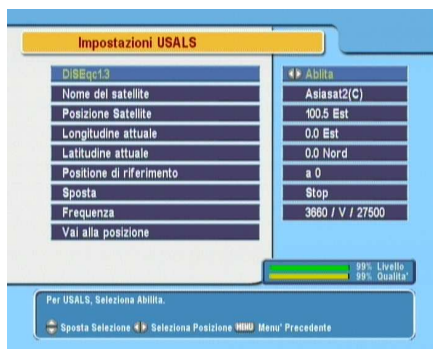 Impostazioni USALS
DiSEqc1.3 Ablita
Nome del satellite Asiasat2(C)
Posizione Satellite 100.5 Est
Longitudine attuale 0.0 Est
Latitudine attuale 0.0 Nord
Positione di riferimento a 0
Sposta Stop
Frequenza 3660 / V / 27500
Vai alla posizione
99% Livello
99% Qualita'
Per USALS, Seleziona Abilita.
Sposta Selezione Seleziona Posizione MENU Menu' Precedente